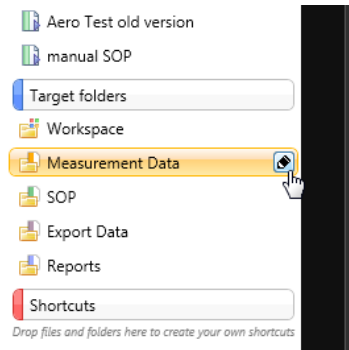 Aero Test old version
manual SOP
Target folders
Workspace
Measurement Data
SOP
Export Data
Reports
Shortcuts
Drop files and folders here to create your own shortcuts